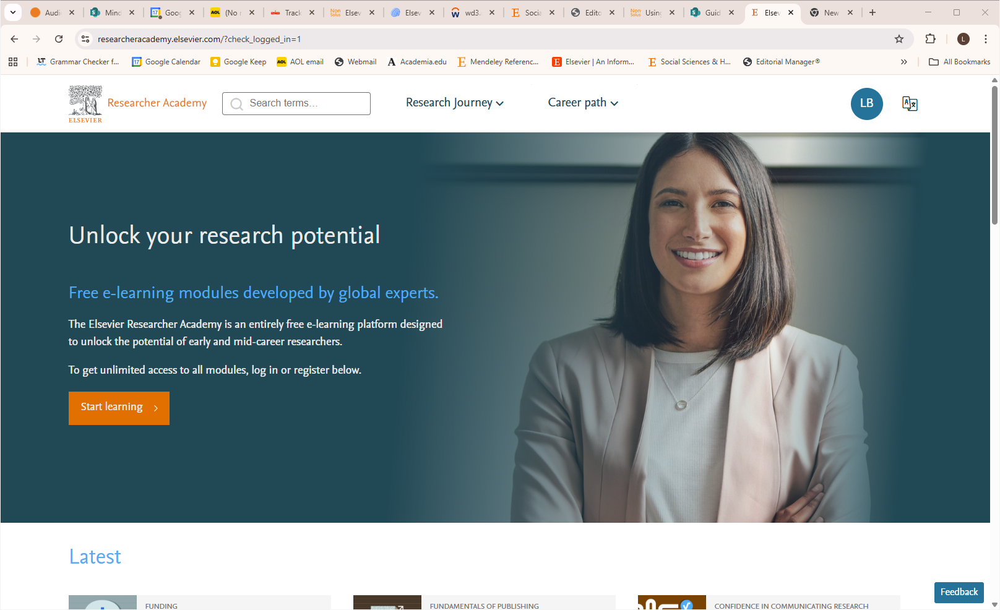 Audi
Mind
Goog
(No r
Track
Elsev
Elsev
wd3.
Socia
Edito
Using
Guid
Elsev
New
researcheracademy.elsevier.com/?check_logged_in=1
L
Grammar Checker f...
Google Calendar
Google Keep
AOL email
Webmail
Academia.edu
Mendeley Referenc...
Elsevier | An Inform...
Social Sciences & H...
Editorial Manager®
All Bookmarks
ELSEVIER
Researcher Academy
Search terms...
Research Journey
Career path
LB
Unlock your research potential
Free e-learning modules developed by global experts.
The Elsevier Researcher Academy is an entirely free e-learning platform designed
to unlock the potential of early and mid-career researchers.
To get unlimited access to all modules, log in or register below.
Start learning
Latest
Feedback
FUNDING
FUNDAMENTALS OF PUBLISHING
CONFIDENCE IN COMMUNICATING RESEARCH